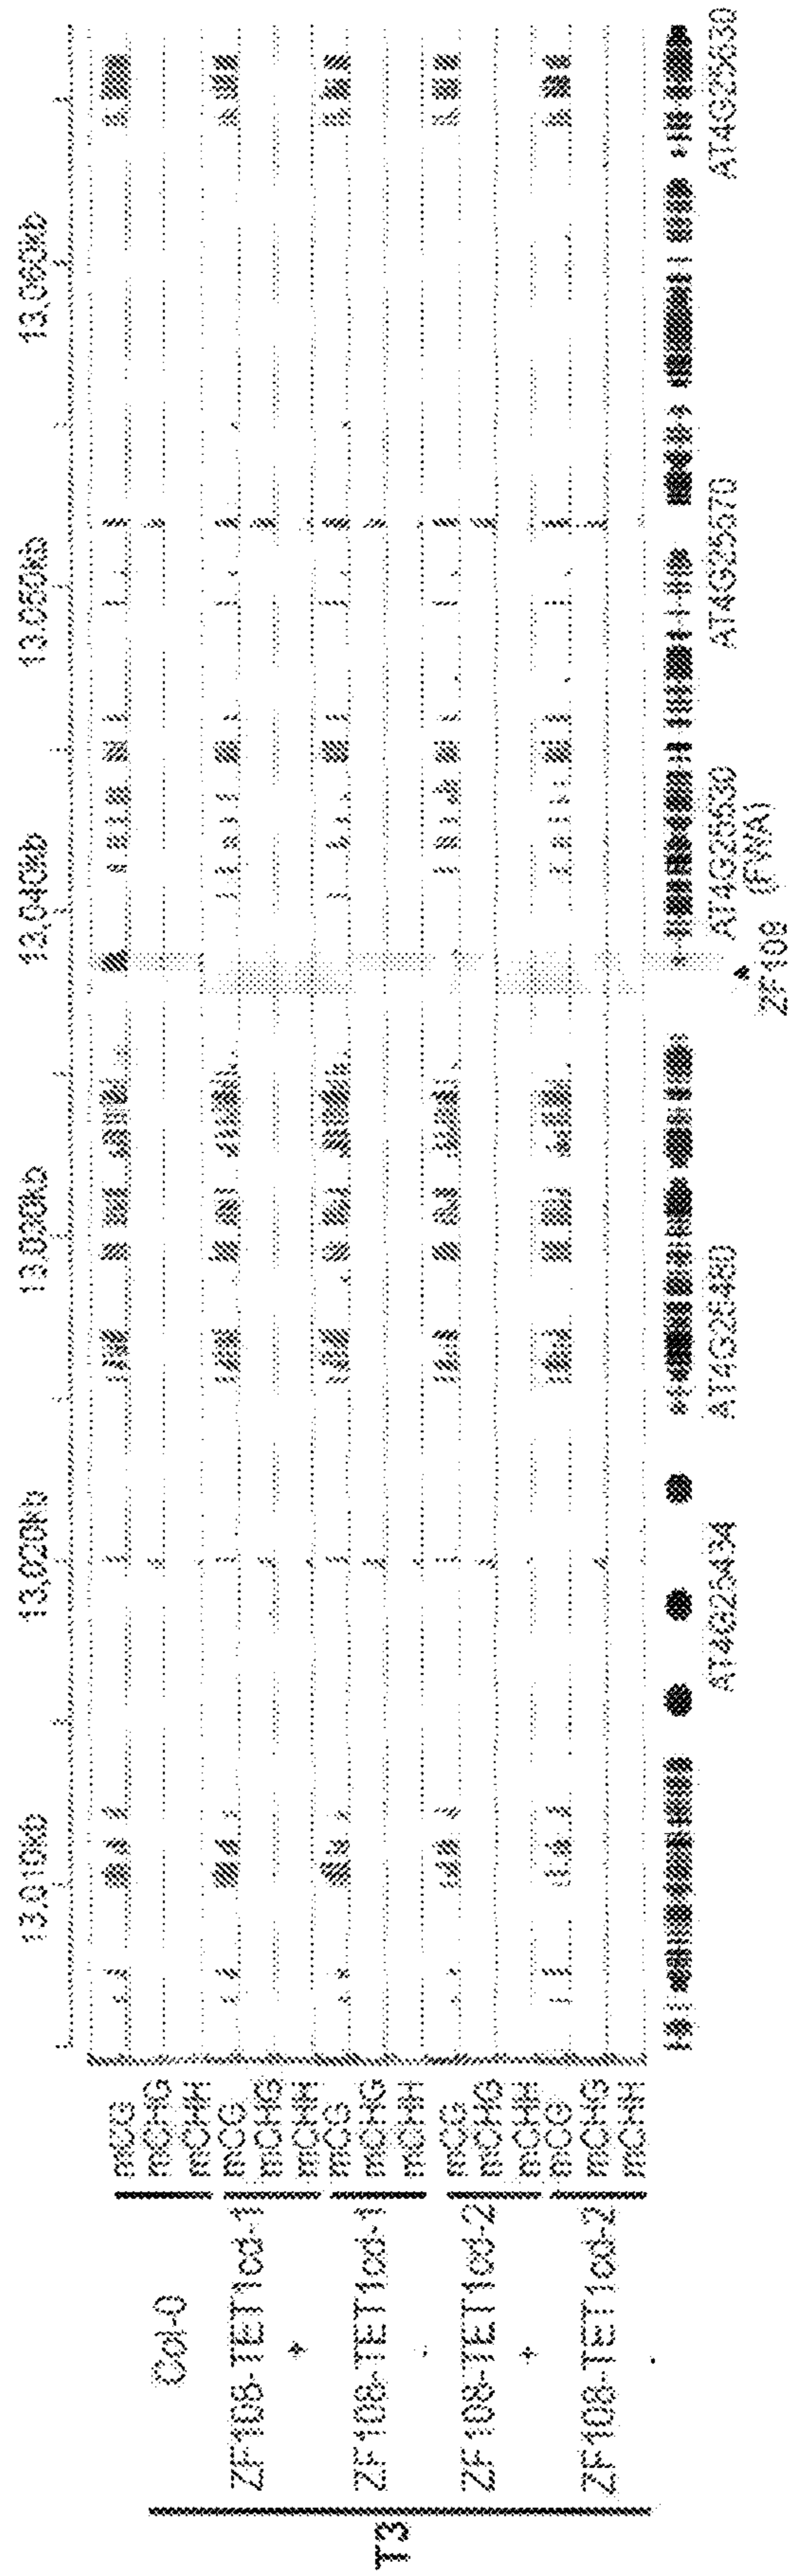 13,010kb 13,020kb 13,030kb 13,040kb 13,050kb 13,060kb
T3
Col-0
mCG
mCHG
mCHH
ZF108-TET1cd-1
+
mCG
mCHG
mCHH
ZF108-TET1cd-1
-
mCG
mCHG
mCHH
ZF108-TET1cd-2
+
mCG
mCHG
mCHH
ZF108-TET1cd-2
-
mCG
mCHG
mCHH
AT4G25434 AT4G25480 AT4G25530 AT4G25570 AT4G25630
(FWA)
ZF108